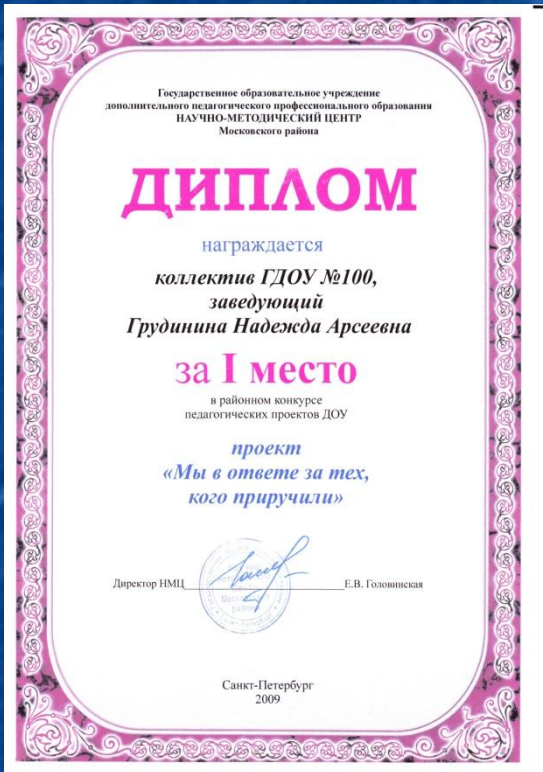 Государственное образовательное учреждение
дополнительного педагогического профессионального образования
НАУЧНО-МЕТОДИЧЕСКИЙ ЦЕНТР
Московского района
ДИПЛОМ
награждается
коллектив ГДОУ №100,
заведующий
Грудинина Надежда Арсеевна
за I место
в районном конкурсе
педагогических проектов ДОУ
проект
«Мы в ответе за тех,
кого приручили»
Директор НМЦ Е.В. Головинская
Санкт-Петербург
2009